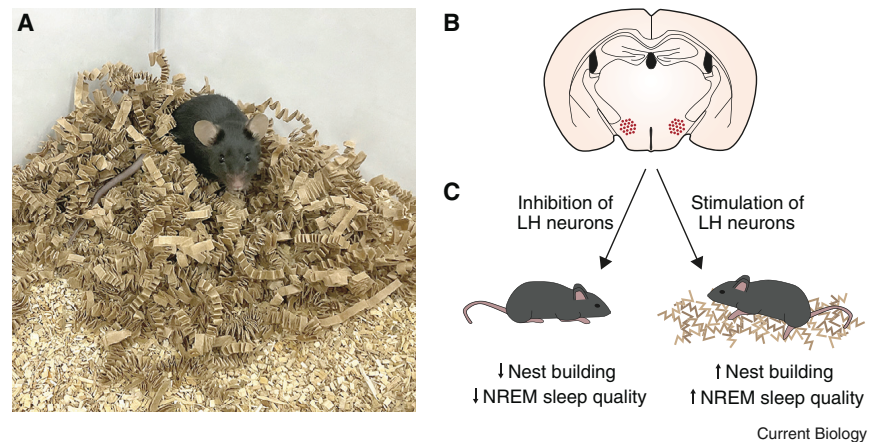 A
B
C
Inhibition of
LH neurons
Stimulation of
LH neurons
↓ Nest building
↓ NREM sleep quality
↑ Nest building
↑ NREM sleep quality
Current Biology